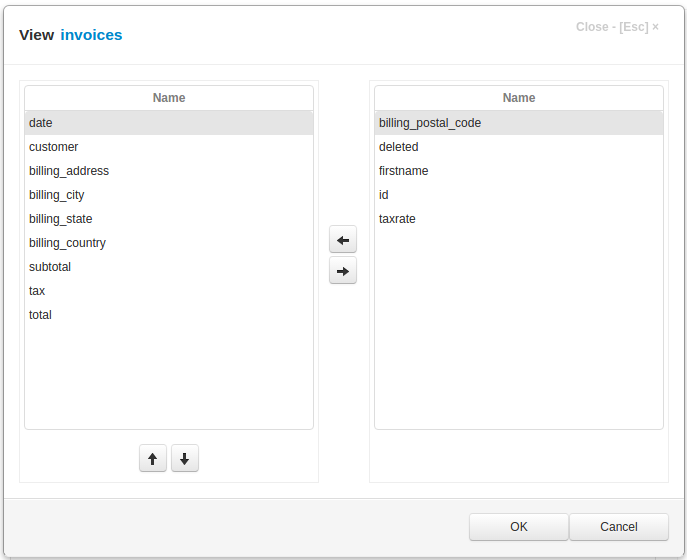 View invoices
Close - [Esc] ×
Name
date
customer
billing_address
billing_city
billing_state
billing_country
subtotal
tax
total
Name
billing_postal_code
deleted
firstname
id
taxrate
OK
Cancel